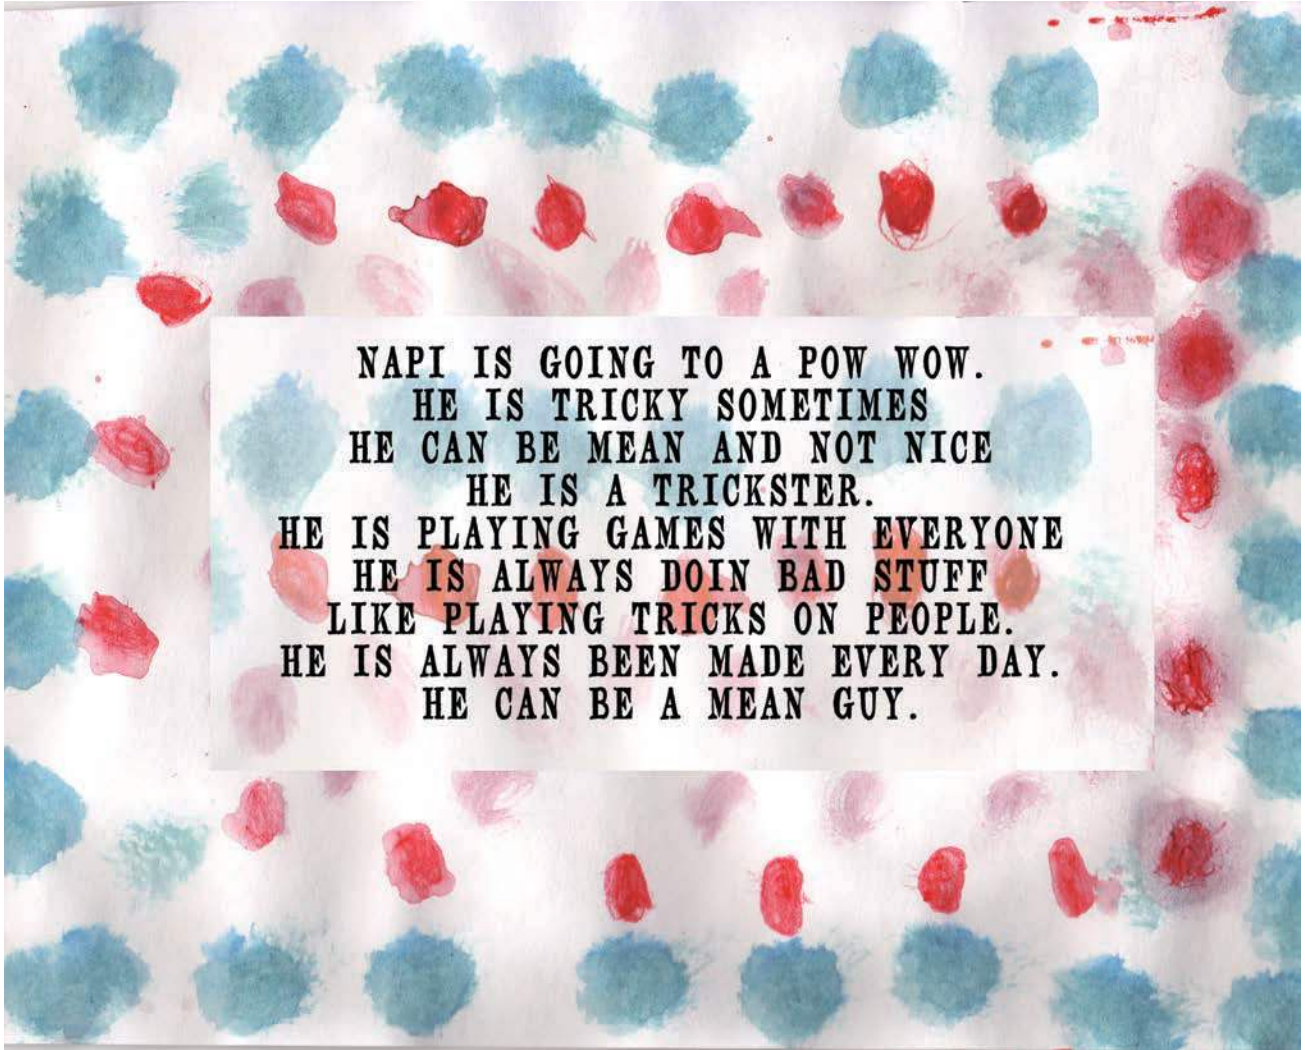 NAPI IS GOING TO A POW WOW.
HE IS TRICKY SOMETIMES
HE CAN BE MEAN AND NOT NICE
HE IS A TRICKSTER.
HE IS PLAYING GAMES WITH EVERYONE
HE IS ALWAYS DOIN BAD STUFF
LIKE PLAYING TRICKS ON PEOPLE.
HE IS ALWAYS BEEN MADE EVERY DAY.
HE CAN BE A MEAN GUY.